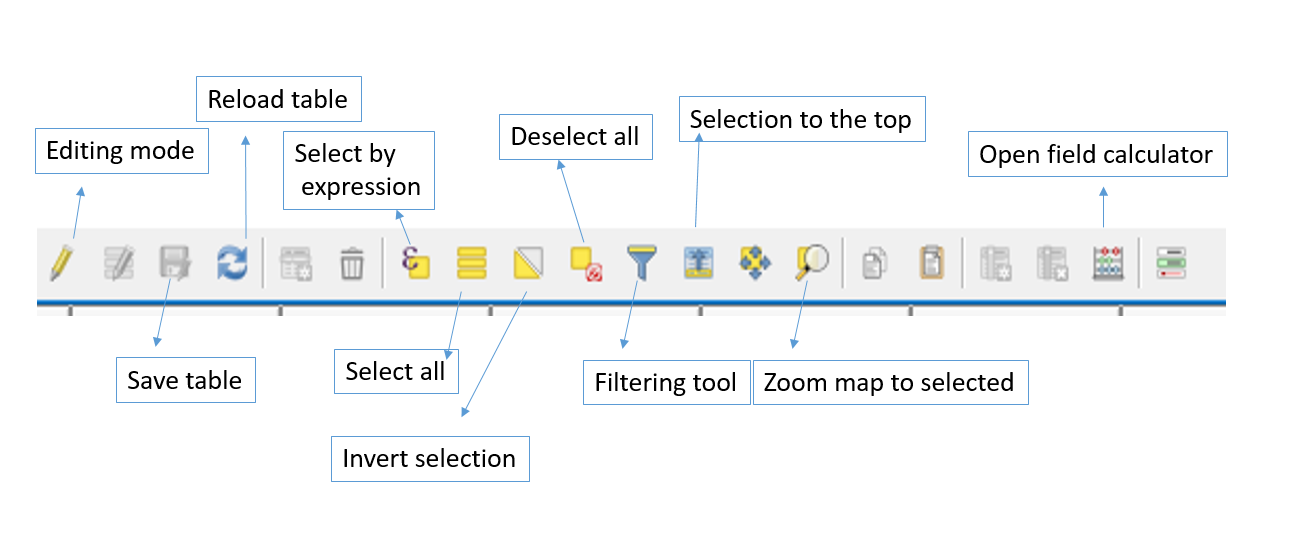 Reload table
Selection to the top
Deselect all
Editing mode
Select by
expression
Open field calculator
ε
Select all
Save table
Filtering tool
Zoom map to selected
Invert selection